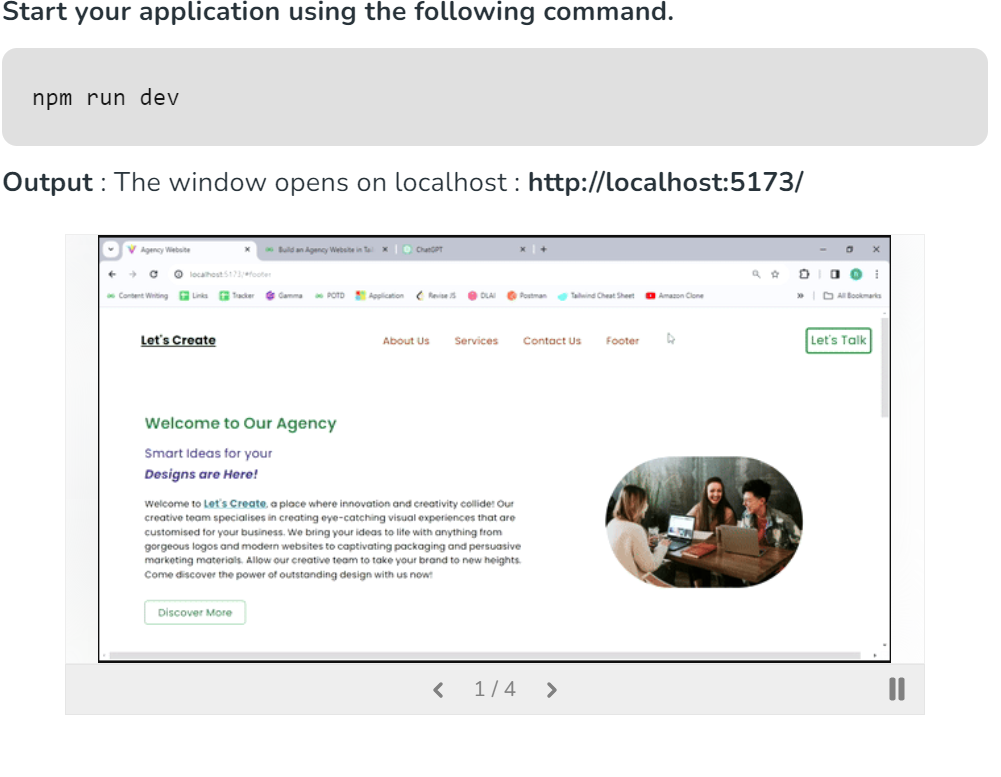 Start your application using the following command.
npm run dev
Output : The window opens on localhost : http://localhost:5173/
Agency Website
Build an Agency Website in Tai
ChatGPT
localhost:5173/#footer
Content Writing Links Tracker Gamma POTD Application Revise JS DLAI Postman Tailwind Cheat Sheet Amazon Clone » All Bookmarks
Let's Create About Us Services Contact Us Footer Let's Talk
Welcome to Our Agency
Smart Ideas for your
Designs are Here!
Welcome to Let's Create, a place where innovation and creativity collide! Our
creative team specialises in creating eye-catching visual experiences that are
customised for your business. We bring your ideas to life with anything from
gorgeous logos and modern websites to captivating packaging and persuasive
marketing materials. Allow our creative team to take your brand to new heights.
Come discover the power of outstanding design with us now!
Discover More
1 / 4